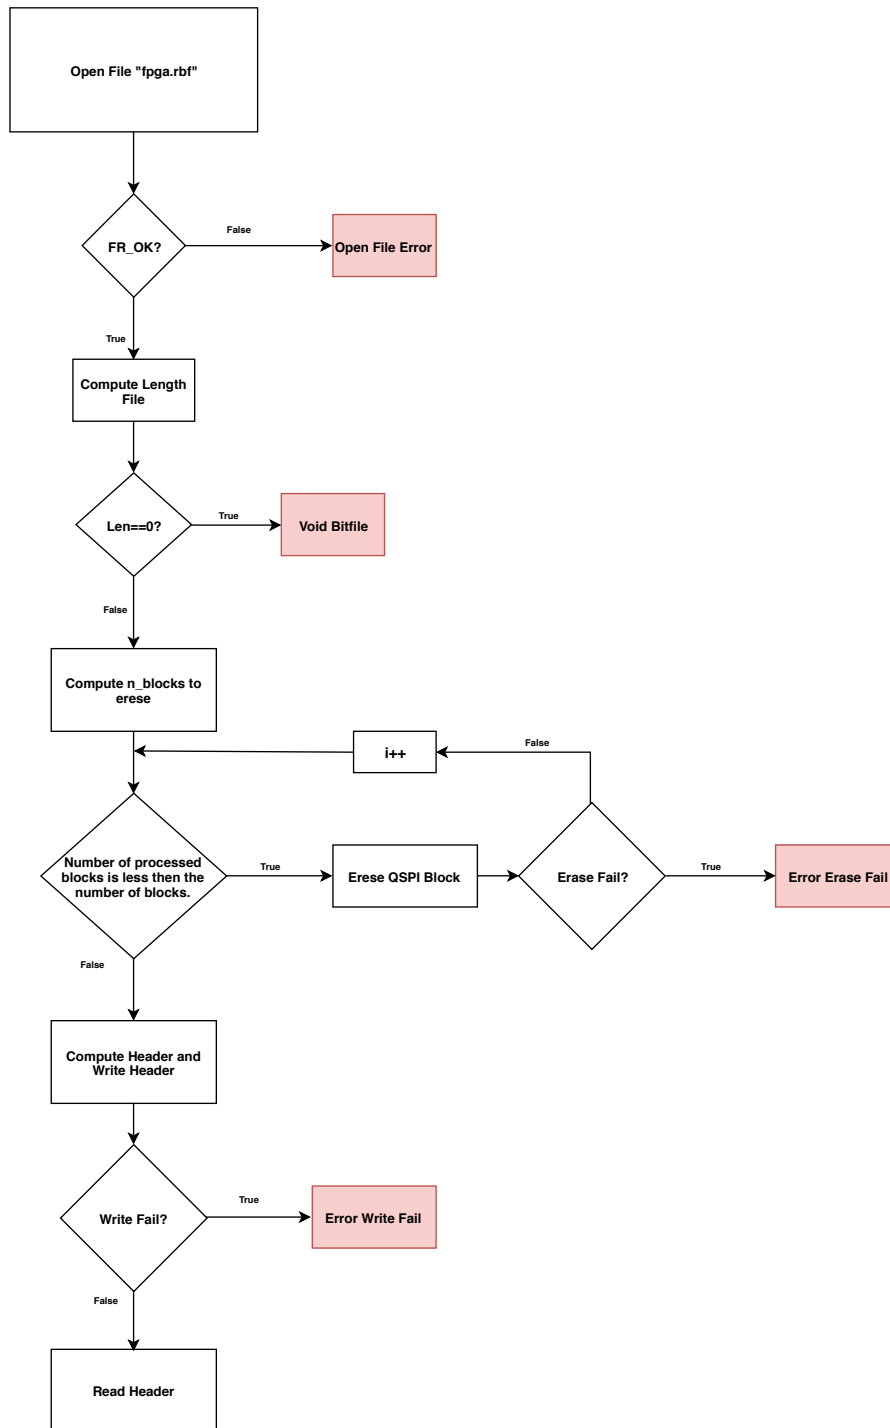 Open File "fpga.rbf"
FR_OK?
False
Open File Error
True
Compute Length
File
Len==0?
True
Void Bitfile
False
Compute n_blocks to
erese
i++
False
Number of processed
blocks is less then the
number of blocks.
True
Erese QSPI Block
Erase Fail?
True
Error Erase Fail
False
Compute Header and
Write Header
Write Fail?
True
Error Write Fail
False
Read Header